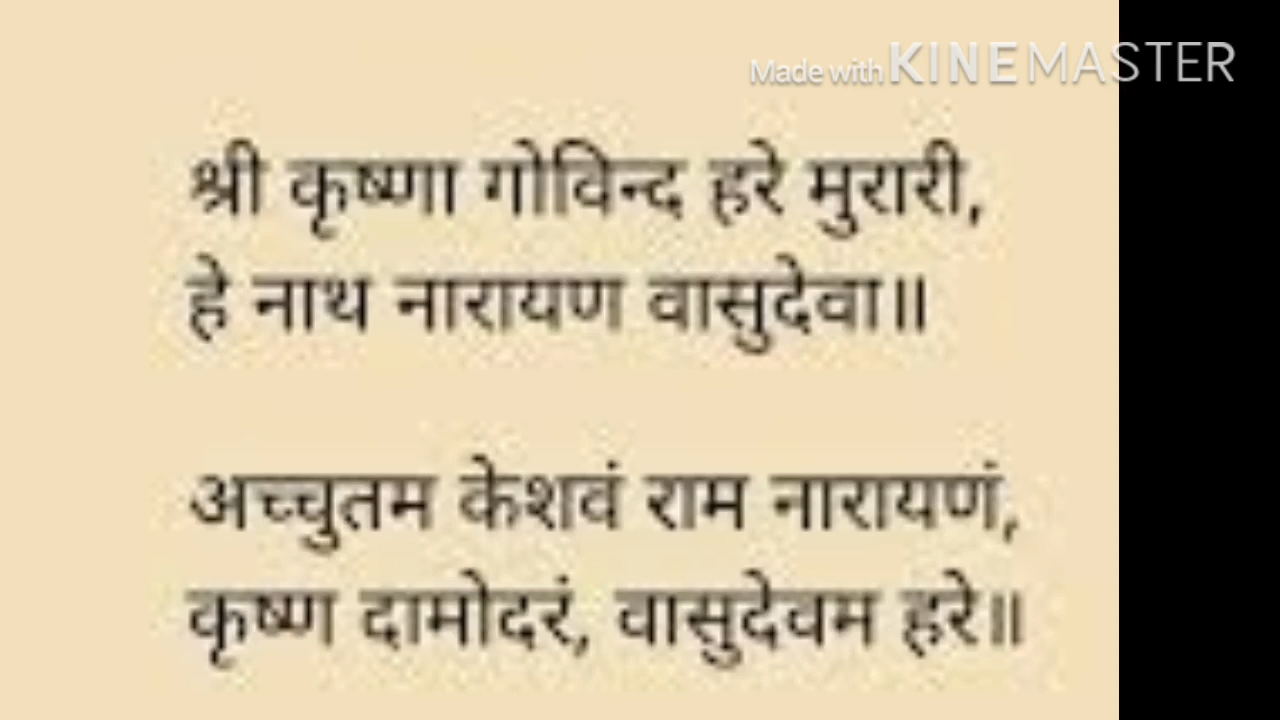 Made with KINEMASTER
श्री कृष्णा गोविन्द हरे मुरारी,
हे नाथ नारायण वासुदेवा॥
अच्चुतम केशवं राम नारायणं,
कृष्ण दामोदरं, वासुदेवम हरे॥